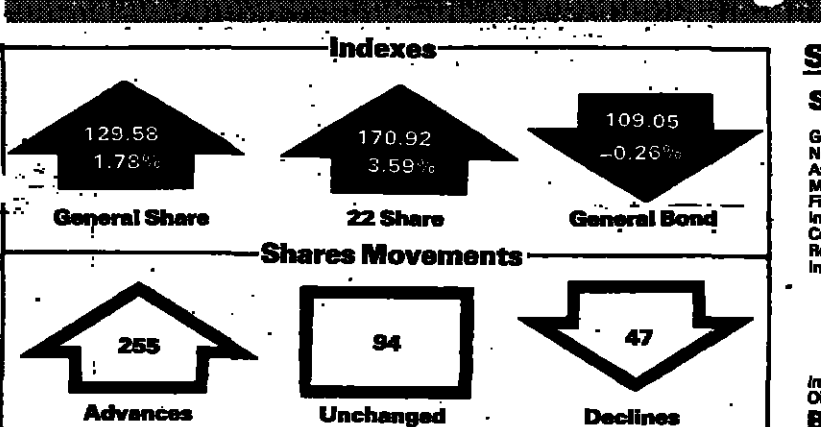 Indexes
129.58 170.92 109.05
1.78% 3.59% -0.26%
General Share 22 Share General Bond
Shares Movements
255 94 47
Advances Unchanged Declines